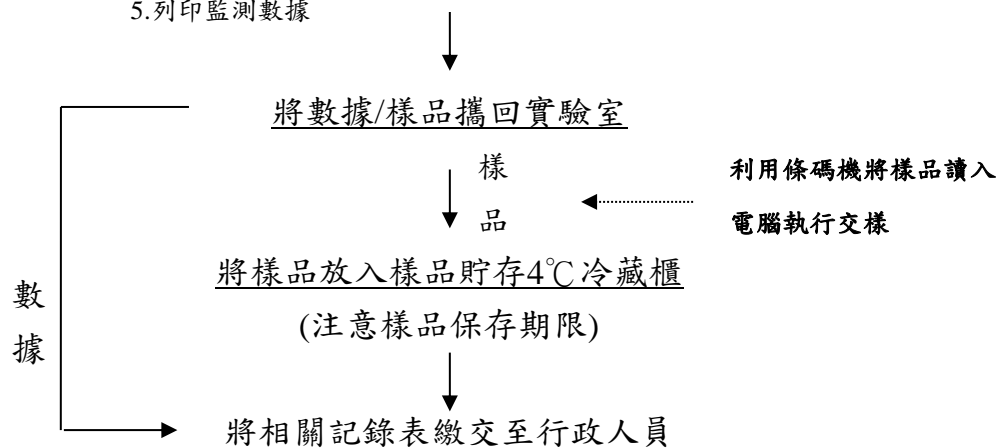 5.列印監測數據
將數據/樣品攜回實驗室
樣
品
利用條碼機將樣品讀入
電腦執行交樣
將樣品放入樣品貯存4℃冷藏櫃
(注意樣品保存期限)
數
據
將相關記錄表繳交至行政人員